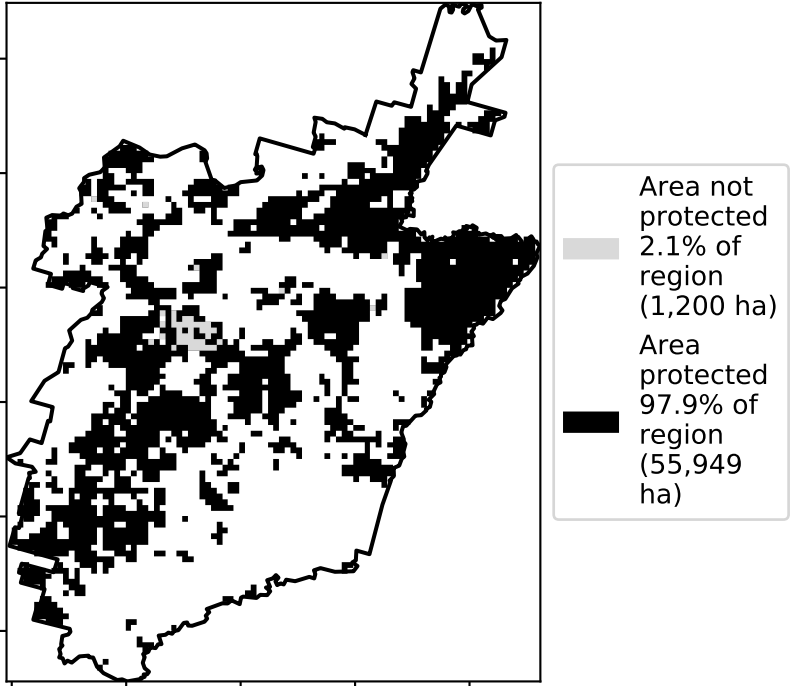 Area not
protected
2.1% of
region
(1,200 ha)
Area
protected
97.9% of
region
(55,949
ha)